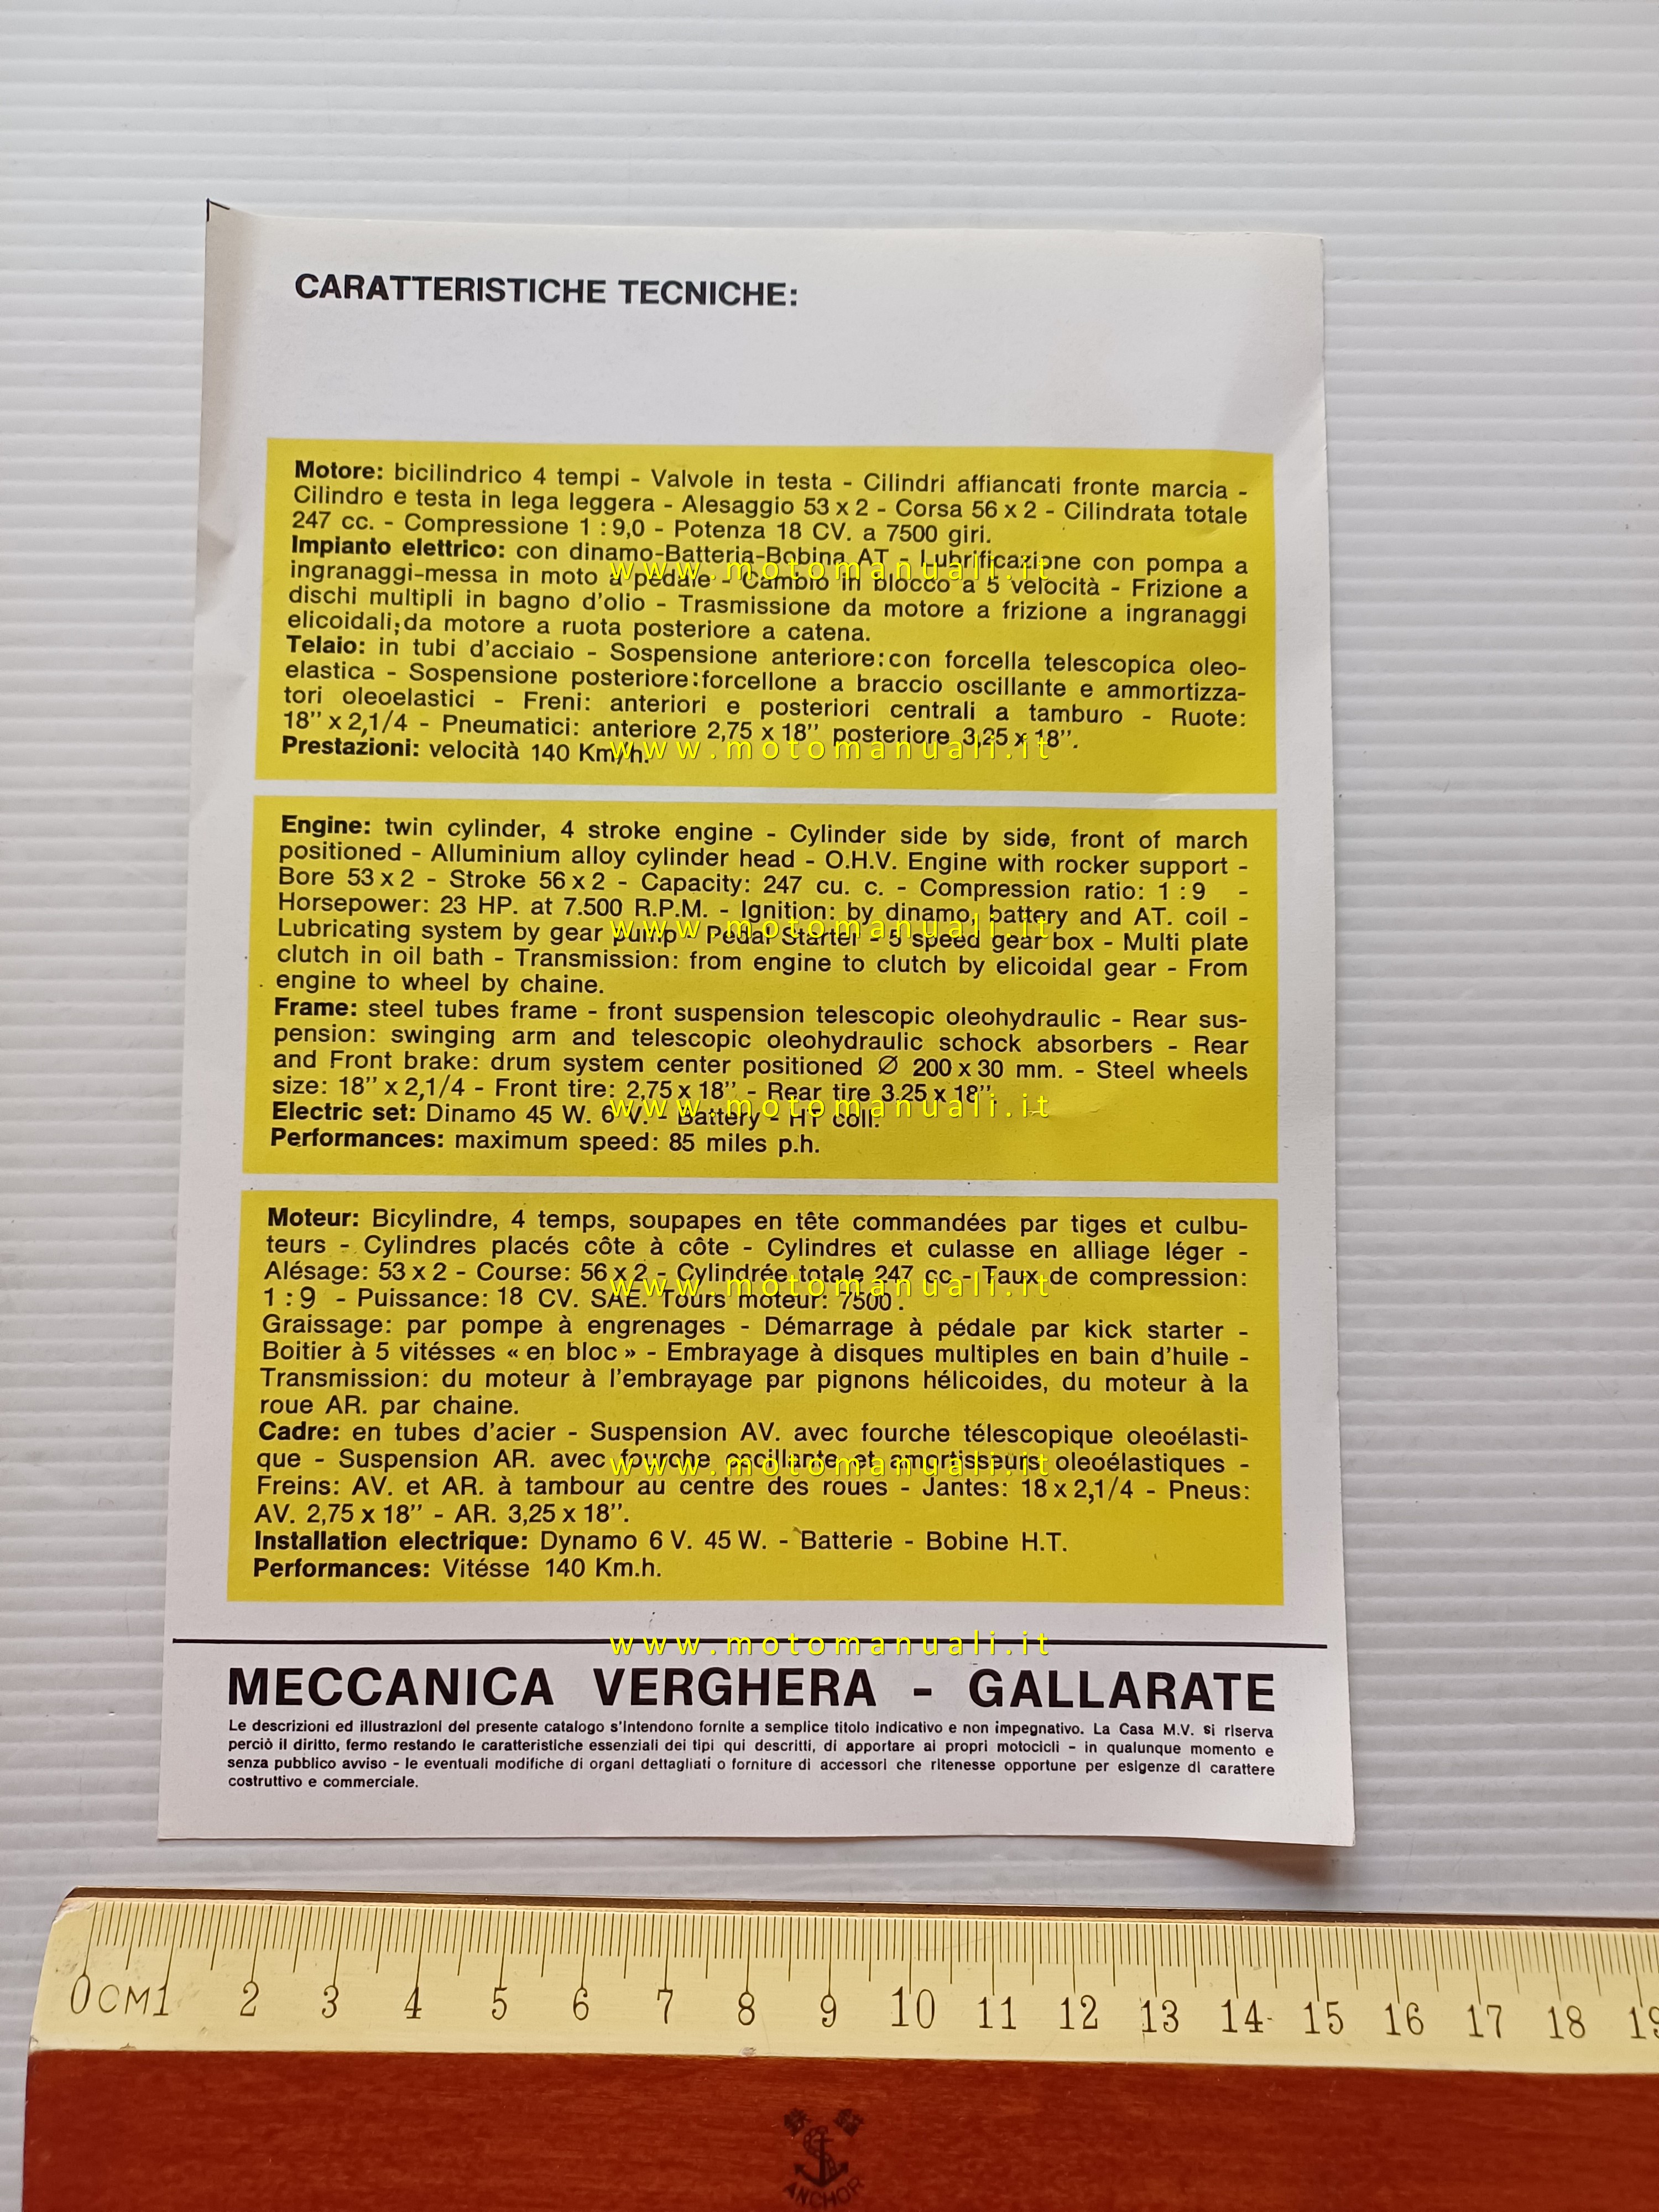 CARATTERISTICHE TECNICHE:
Motore: bicilindrico 4 tempi - Valvole in testa - Cilindri affiancati fronte marcia -
Cilindro e testa in lega leggera - Alesaggio 53 x 2 - Corsa 56 x 2 - Cilindrata totale
247 cc. - Compressione 1 : 9,0 - Potenza 18 CV. a 7500 giri.
Impianto elettrico: con dinamo-Batteria-Bobina AT - Lubrificazione con pompa a
ingranaggi-messa in moto a pedale - Cambio in blocco a 5 velocità - Frizione a
dischi multipli in bagno d'olio - Trasmissione da motore a frizione a ingranaggi
elicoidali; da motore a ruota posteriore a catena.
Telaio: in tubi d'acciaio - Sospensione anteriore: con forcella telescopica oleo-
elastica - Sospensione posteriore: forcellone a braccio oscillante e ammortizza-
tori oleoelastici - Freni: anteriori e posteriori centrali a tamburo - Ruote:
18'' x 2,1/4 - Pneumatici: anteriore 2,75 x 18'' posteriore 3,25 x 18''.
Prestazioni: velocità 140 Km/h.
www.motomanuali.it
www.motomanuali.it
Engine: twin cylinder, 4 stroke engine - Cylinder side by side, front of march
positioned - Alluminium alloy cylinder head - O.H.V. Engine with rocker support -
Bore 53 x 2 - Stroke 56 x 2 - Capacity: 247 cu. c. - Compression ratio: 1 : 9 -
Horsepower: 23 HP. at 7.500 R.P.M. - Ignition: by dinamo, battery and AT. coil -
Lubricating system by gear pump - Pedal Starter - 5 speed gear box - Multi plate
clutch in oil bath - Transmission: from engine to clutch by elicoidal gear - From
engine to wheel by chaine.
Frame: steel tubes frame - front suspension telescopic oleohydraulic - Rear sus-
pension: swinging arm and telescopic oleohydraulic schock absorbers - Rear
and Front brake: drum system center positioned Ø 200 x 30 mm. - Steel wheels
size: 18'' x 2,1/4 - Front tire: 2,75 x 18'' - Rear tire 3.25 x 18''.
Electric set: Dinamo 45 W. 6 V. - Battery - HT coil.
Performances: maximum speed: 85 miles p.h.
www.motomanuali.it
www.motomanuali.it
Moteur: Bicylindre, 4 temps, soupapes en tête commandées par tiges et culbu-
teurs - Cylindres placés côte à côte - Cylindres et culasse en alliage léger -
Alésage: 53 x 2 - Course: 56 x 2 - Cylindrée totale 247 cc - Taux de compression:
1 : 9 - Puissance: 18 CV. SAE. Tours moteur: 7500 .
Graissage: par pompe à engrenages - Démarrage à pédale par kick starter -
Boitier à 5 vitésses « en bloc » - Embrayage à disques multiples en bain d'huile -
Transmission: du moteur à l'embrayage par pignons hélicoides, du moteur à la
roue AR. par chaine.
Cadre: en tubes d'acier - Suspension AV. avec fourche télescopique oleoélasti-
que - Suspension AR. avec fourche oscillante et amortisseurs oleoélastiques -
Freins: AV. et AR. à tambour au centre des roues - Jantes: 18 x 2,1/4 - Pneus:
AV. 2,75 x 18'' - AR. 3,25 x 18''.
Installation electrique: Dynamo 6 V. 45 W. - Batterie - Bobine H.T.
Performances: Vitésse 140 Km.h.
www.motomanuali.it
www.motomanuali.it
www.motomanuali.it
MECCANICA VERGHERA - GALLARATE
Le descrizioni ed illustrazioni del presente catalogo s'intendono fornite a semplice titolo indicativo e non impegnativo. La Casa M.V. si riserva
perciò il diritto, fermo restando le caratteristiche essenziali dei tipi qui descritti, di apportare ai propri motocicli - in qualunque momento e
senza pubblico avviso - le eventuali modifiche di organi dettagliati o forniture di accessori che ritenesse opportune per esigenze di carattere
costruttivo e commerciale.
0 CM 1 2 3 4 5 6 7 8 9 10 11 12 13 14 15 16 17 18 19
ANCHOR